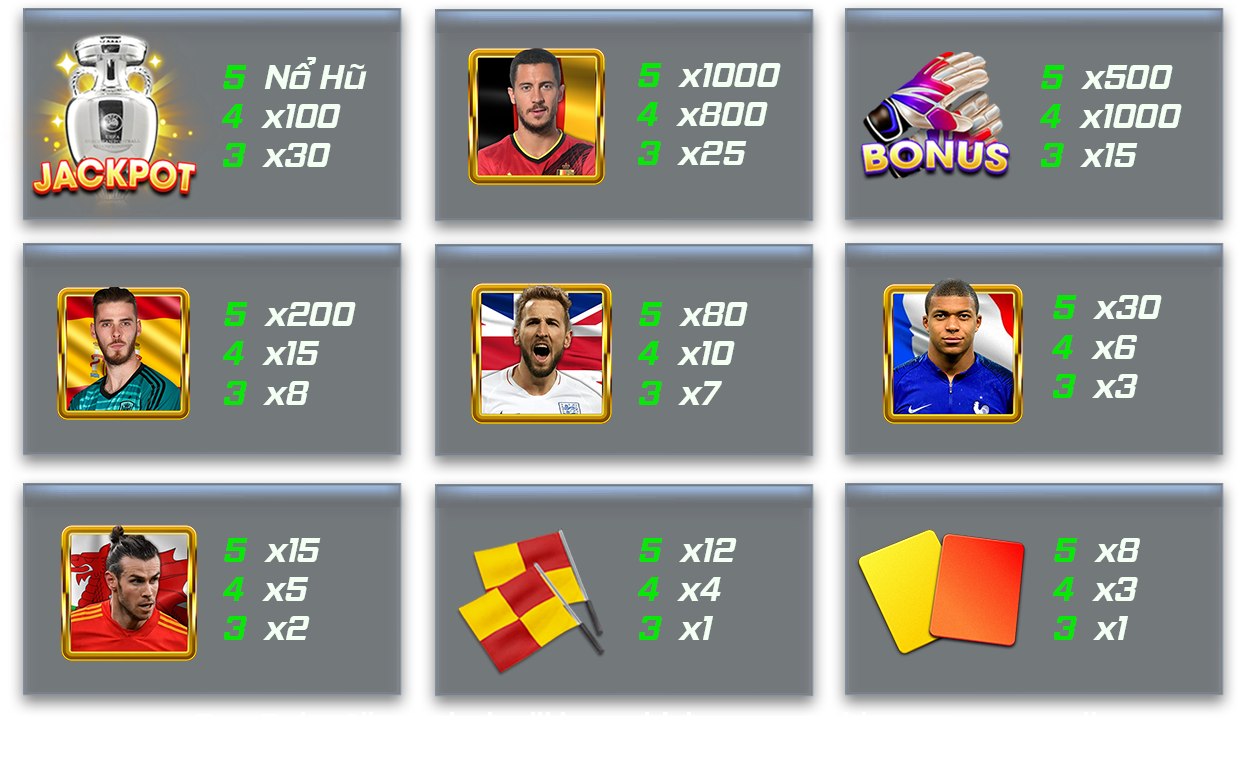 JACKPOT
5 Nổ Hũ
4 x100
3 x30
5 x1000
4 x800
3 x25
BONUS
5 x500
4 x1000
3 x15
5 x200
4 x15
3 x8
5 x80
4 x10
3 x7
5 x30
4 x6
3 x3
5 x15
4 x5
3 x2
5 x12
4 x4
3 x1
5 x8
4 x3
3 x1